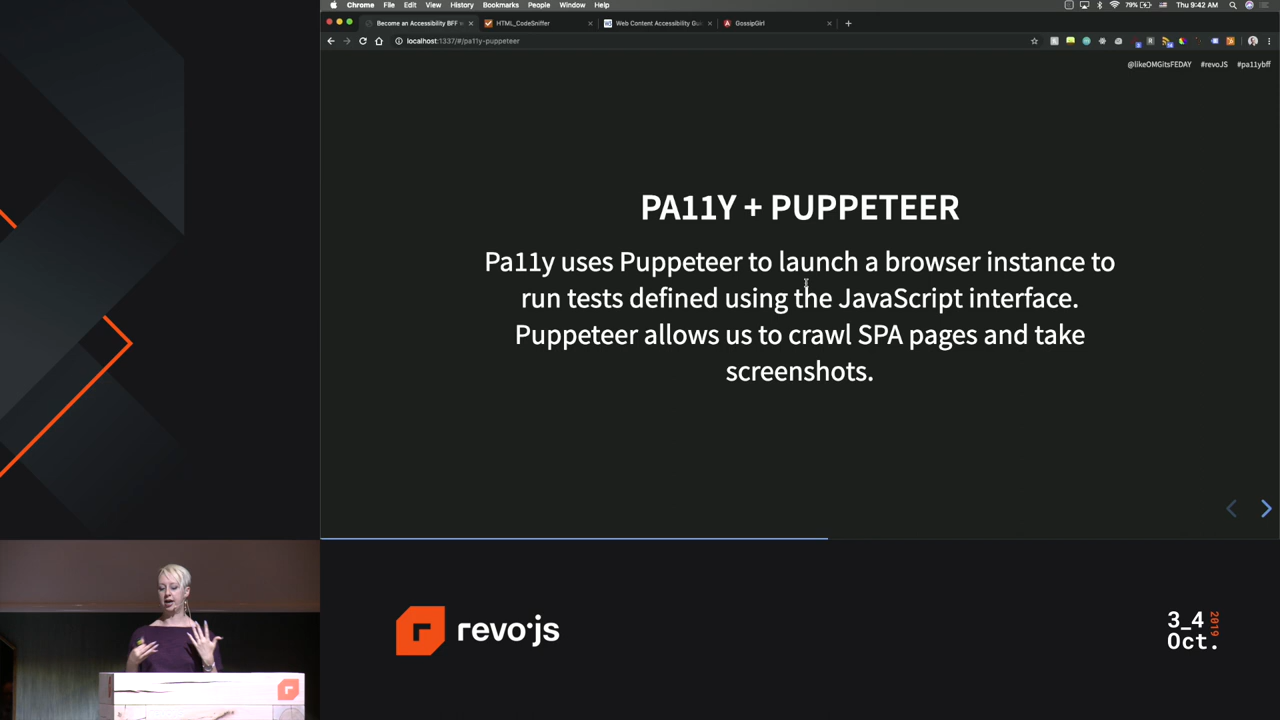 Chrome File Edit View History Bookmarks People Window Help 79% Thu 9:42 AM
Become an Accessibility BFF HTML_CodeSniffer Web Content Accessibility Gui GossipGirl
localhost:1337/#/pa11y-puppeteer
@likeOMGitsFEDAY #revoJS #pa11ybff
PA11Y + PUPPETEER
Pa11y uses Puppeteer to launch a browser instance to
run tests defined using the JavaScript interface.
Puppeteer allows us to crawl SPA pages and take
screenshots.
r revo.js
3_4
Oct.
2019
r